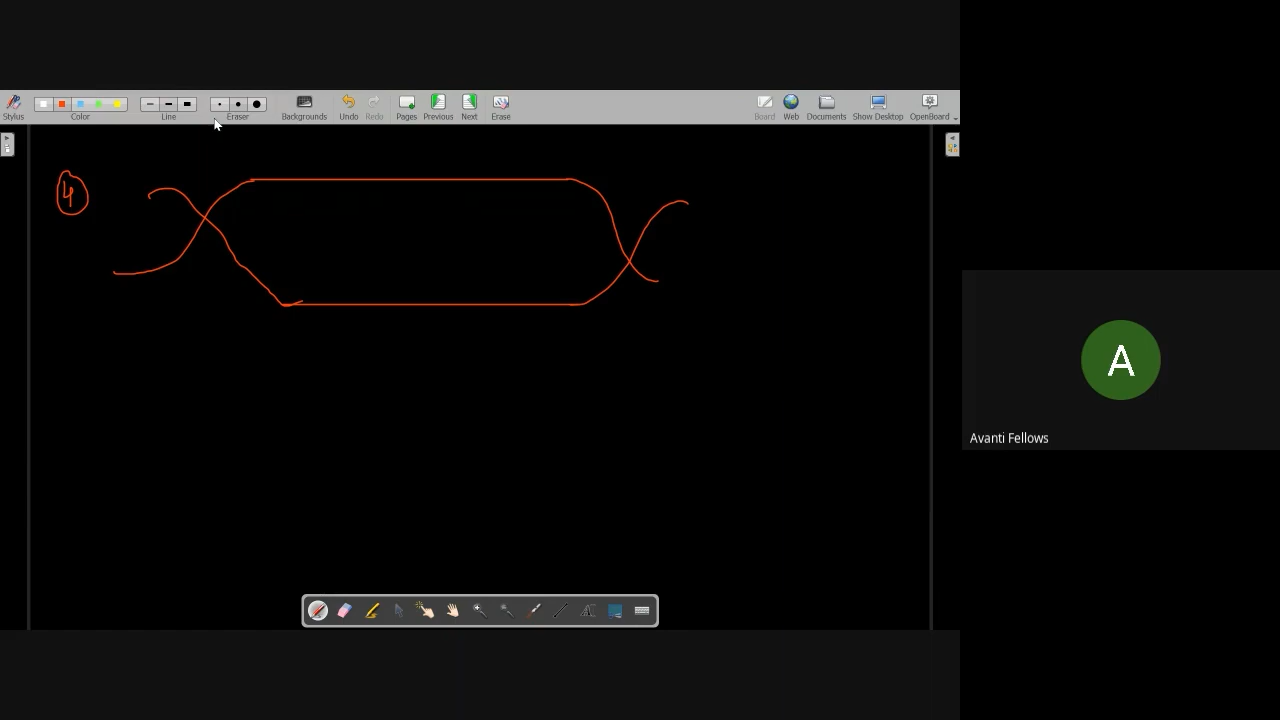 Stylus Color Line Eraser Backgrounds Undo Redo Pages Previous Next Erase Board Web Documents Show Desktop OpenBoard
4
A
Avanti Fellows